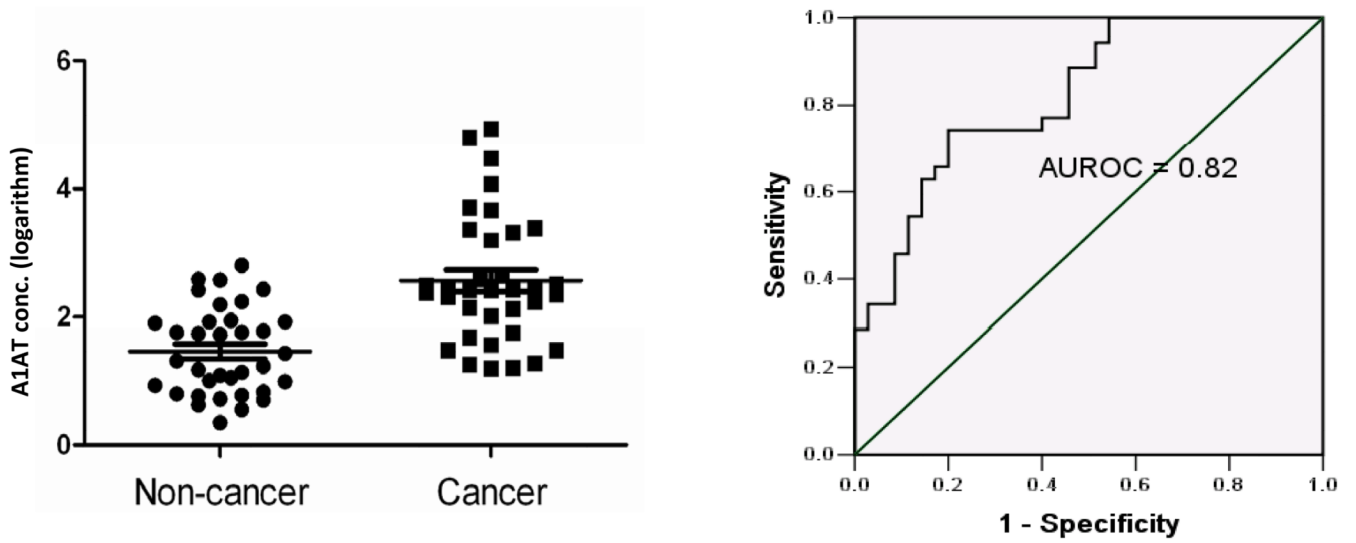 A1AT conc. (logarithm)
6
4
2
0
Non-cancer
Cancer
Sensitivity
1.0
0.8
0.6
0.4
0.2
0.0
AUROC = 0.82
0.0
0.2
0.4
0.6
0.8
1.0
1 - Specificity